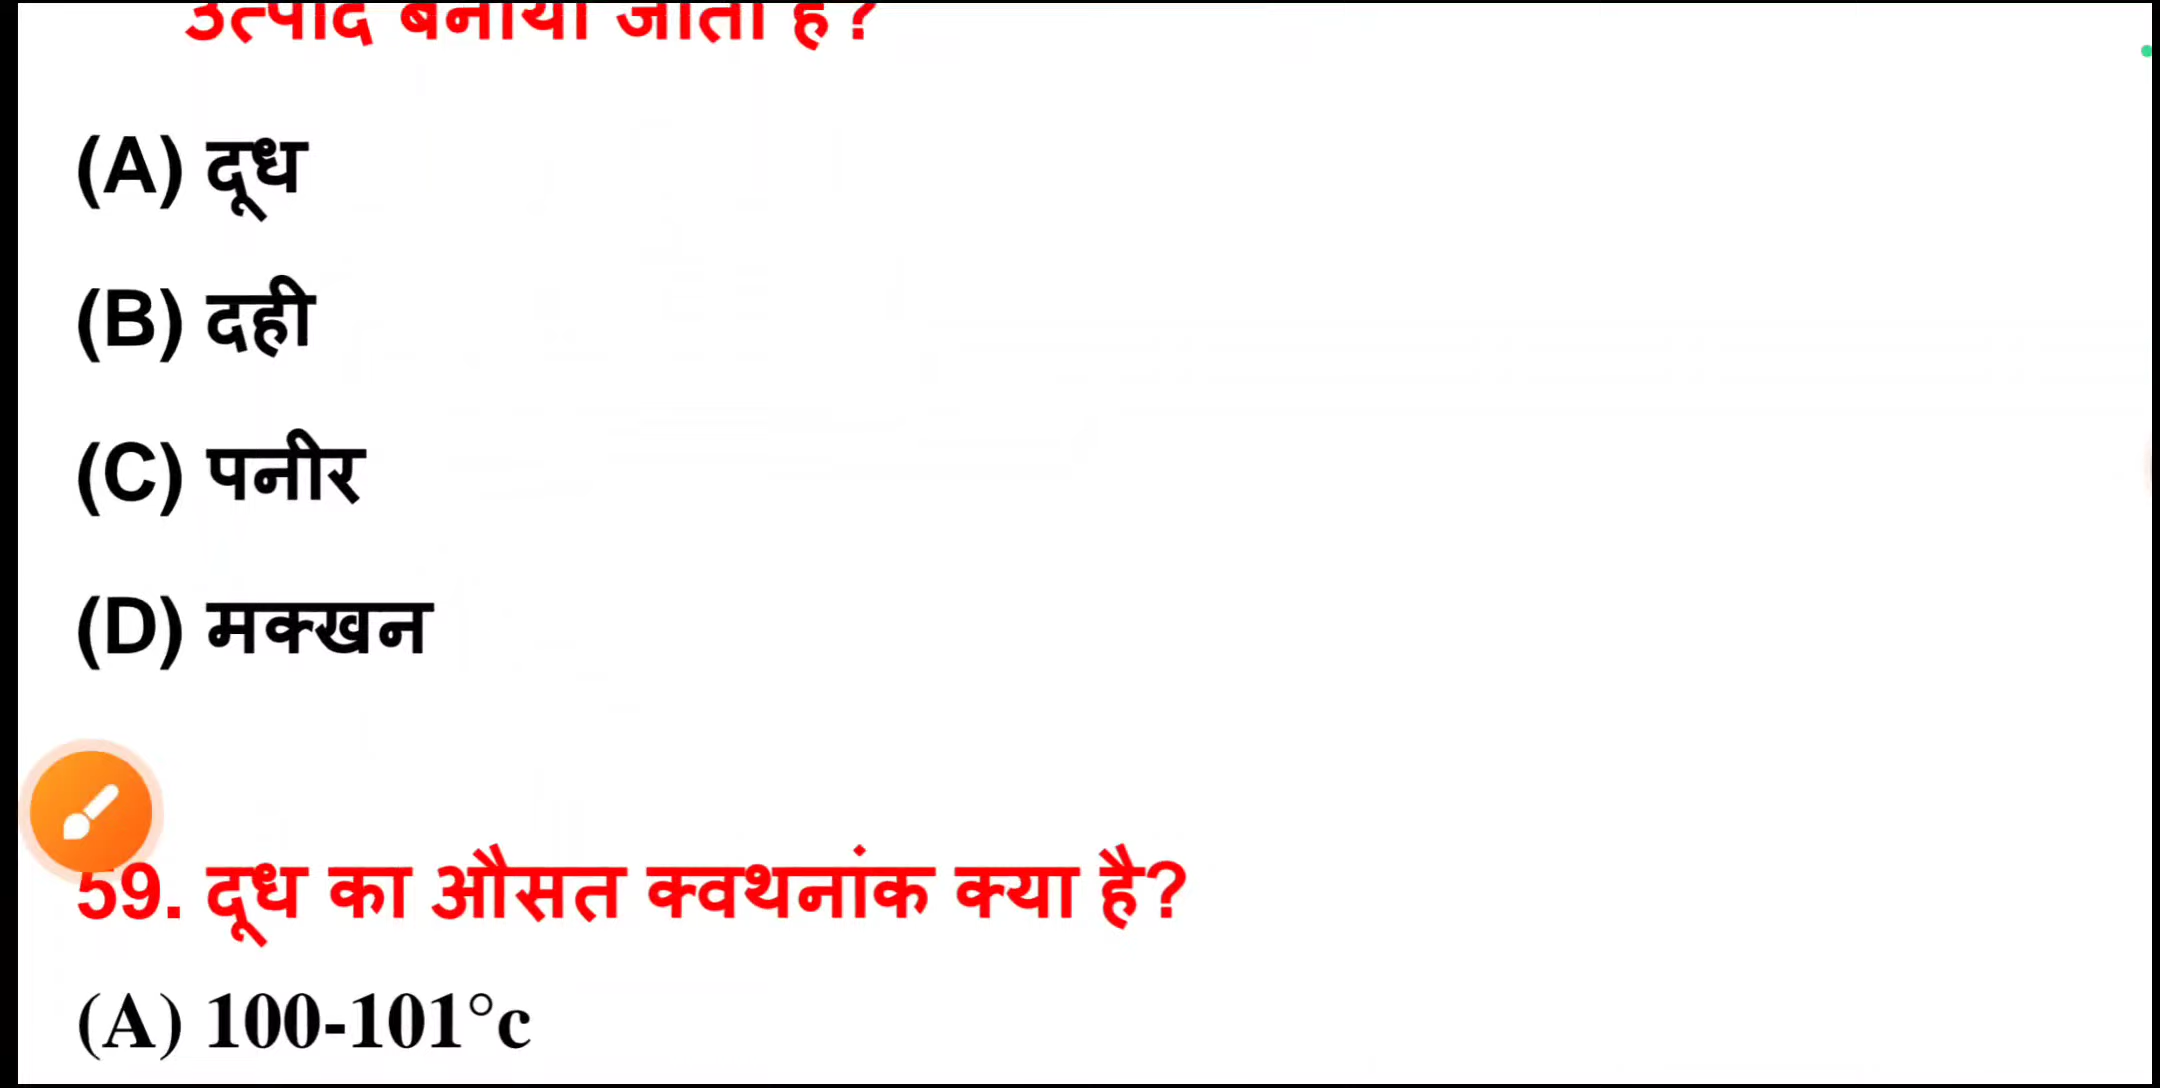 उत्पाद बनाया जाता है?
(A) दूध
(B) दही
(C) पनीर
(D) मक्खन
59. दूध का औसत क्वथनांक क्या है?
(A) 100-101°c